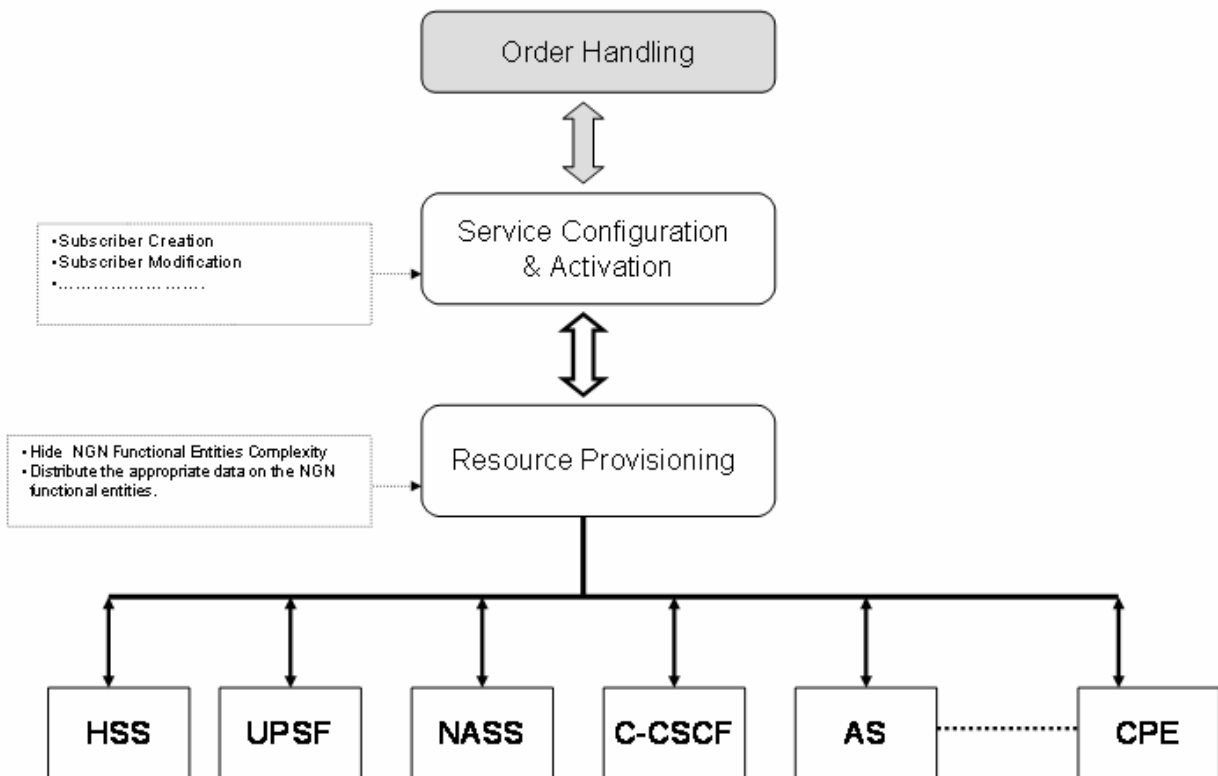 Order Handling
Service Configuration
& Activation
•Subscriber Creation
•Subscriber Modification
•…………………….
Resource Provisioning
• Hide NGN Functional Entities Complexity
• Distribute the appropriate data on the NGN
functional entities.
HSS UPSF NASS C-CSCF AS CPE